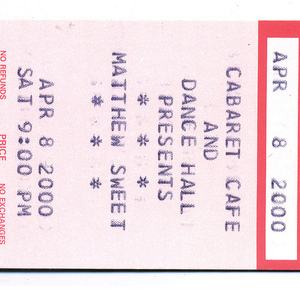 APR 8 2000
CABARET CAFE
AND
DANCE HALL
PRESENTS
* * *
MATTHEW SWEET
* * *
APR 8 2000
SAT 9:00 PM
NO REFUNDS PRICE NO EXCHANGES